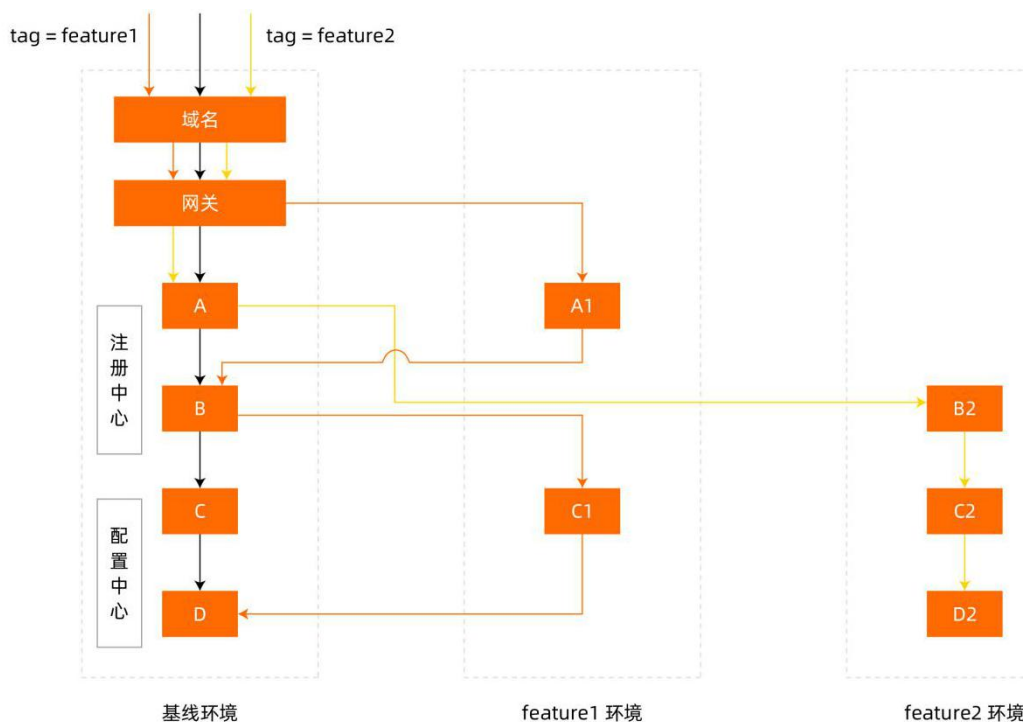 tag = feature1
tag = feature2
域名
网关
A
A1
注册中心
B
B2
C
C1
C2
配置中心
D
D2
基线环境
feature1 环境
feature2 环境